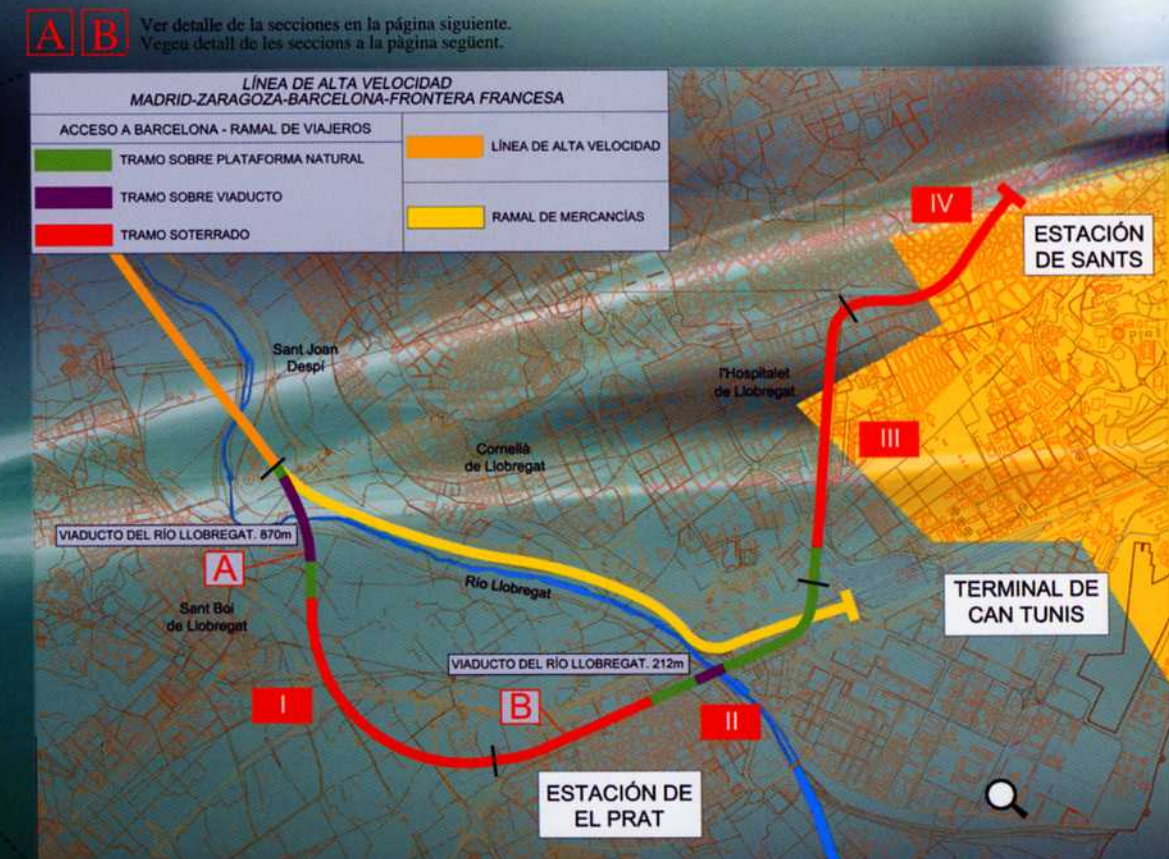 A B
Ver detalle de la secciones en la página siguiente.
Vegeu detall de les seccions a la pàgina següent.
LÍNEA DE ALTA VELOCIDAD
MADRID-ZARAGOZA-BARCELONA-FRONTERA FRANCESA
ACCESO A BARCELONA - RAMAL DE VIAJEROS
TRAMO SOBRE PLATAFORMA NATURAL
TRAMO SOBRE VIADUCTO
TRAMO SOTERRADO
LÍNEA DE ALTA VELOCIDAD
RAMAL DE MERCANCÍAS
IV
ESTACIÓN
DE SANTS
Sant Joan
Despí
l'Hospitalet
de Llobregat
III
Cornellà
de Llobregat
VIADUCTO DEL RÍO LLOBREGAT. 870m
A
Río Llobregat
Sant Boi
de Llobregat
TERMINAL DE
CAN TUNIS
VIADUCTO DEL RÍO LLOBREGAT. 212m
I
B
II
ESTACIÓN DE
EL PRAT